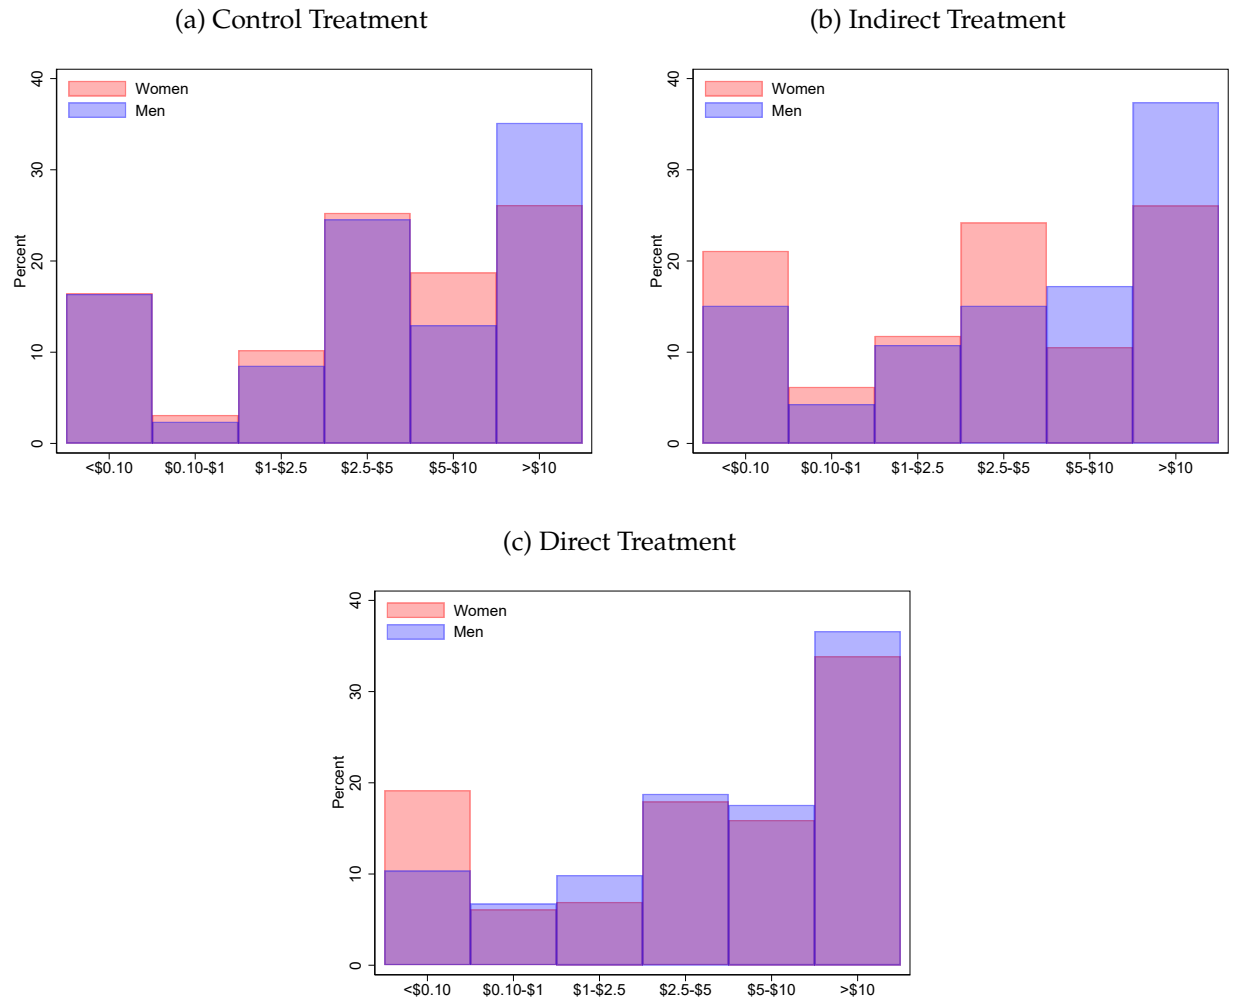 (a) Control Treatment
40
30
20
10
0
Percent
Women
Men
<$0.10 $0.10-$1 $1-$2.5 $2.5-$5 $5-$10 >$10
(b) Indirect Treatment
40
30
20
10
0
Percent
Women
Men
<$0.10 $0.10-$1 $1-$2.5 $2.5-$5 $5-$10 >$10
(c) Direct Treatment
40
30
20
10
0
Percent
Women
Men
<$0.10 $0.10-$1 $1-$2.5 $2.5-$5 $5-$10 >$10